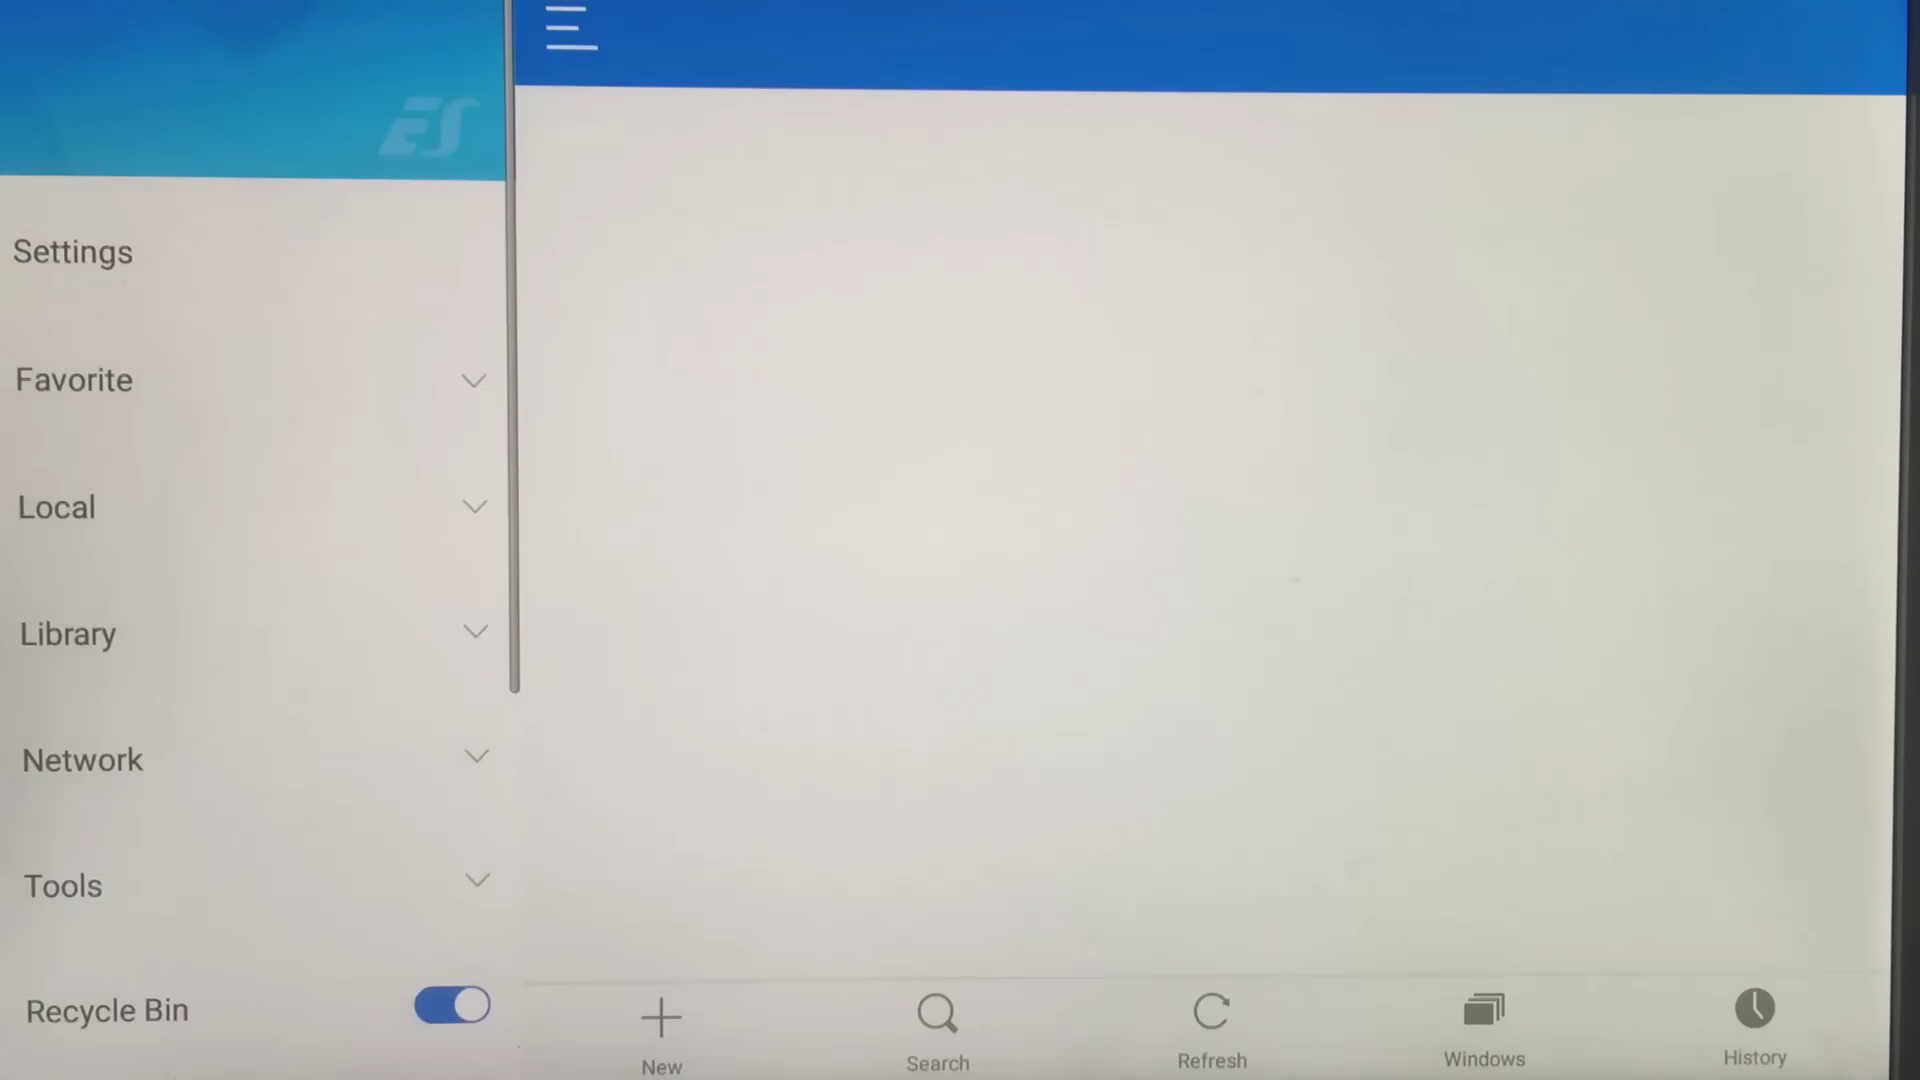 ES
Settings
Favorite
Local
Library
Network
Tools
Recycle Bin
New
Search
Refresh
Windows
History